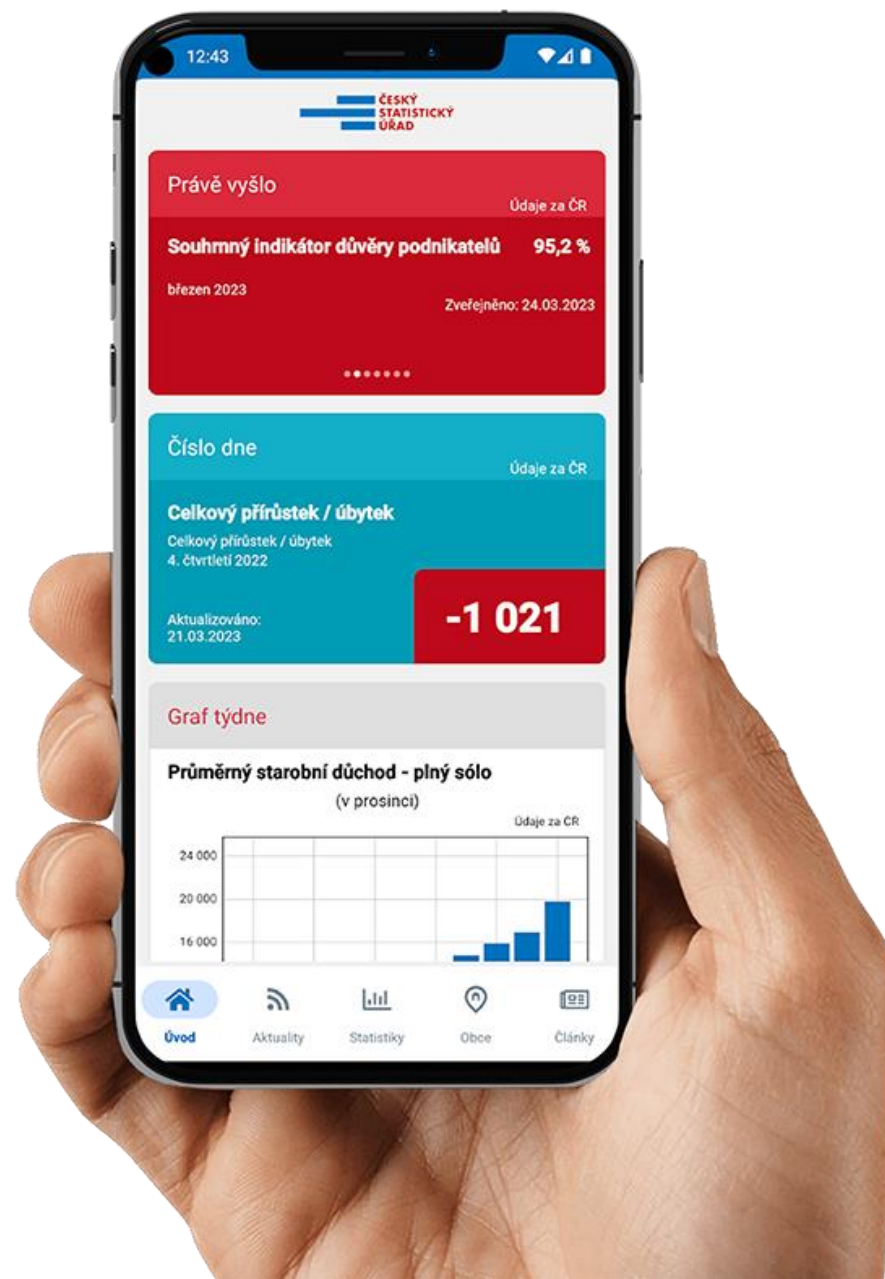 12:43
ČESKÝ
STATISTICKÝ
ÚŘAD
Právě vyšlo
Údaje za ČR
Souhrnný indikátor důvěry podnikatelů 95,2 %
březen 2023
Zveřejněno: 24.03.2023
Číslo dne
Údaje za ČR
Celkový přírůstek / úbytek
Celkový přírůstek / úbytek
4. čtvrtletí 2022
Aktualizováno:
21.03.2023
-1 021
Graf týdne
Průměrný starobní důchod - plný sólo
(v prosinci)
Údaje za ČR
24 000
20 000
16 000
Úvod Aktuality Statistiky Obce Články